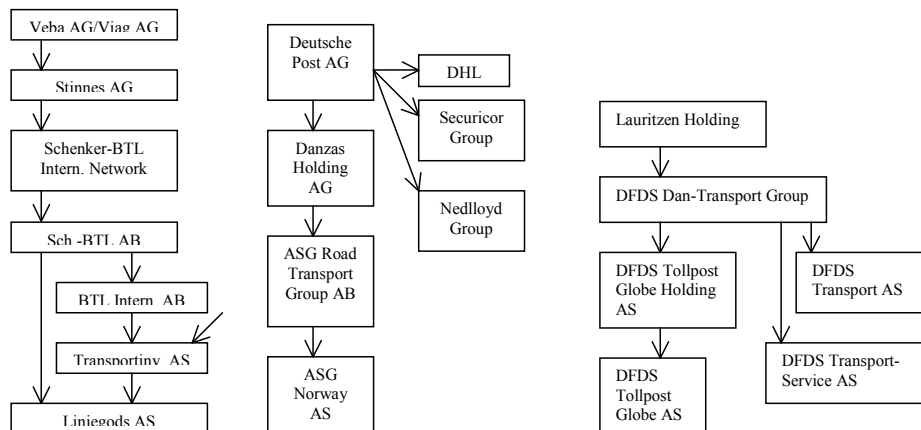 Veba AG/Viag AG
Stinnes AG
Schenker-BTL
Intern. Network
Sch.-BTL AB
BTL Intern. AB
Transportinv. AS
Liniegods AS
Deutsche
Post AG
DHL
Securicor
Group
Danzas
Holding
AG
Nedlloyd
Group
ASG Road
Transport
Group AB
ASG
Norway
AS
Lauritzen Holding
DFDS Dan-Transport Group
DFDS Tollpost
Globe Holding
AS
DFDS
Transport AS
DFDS Transport-
Service AS
DFDS
Tollpost
Globe AS